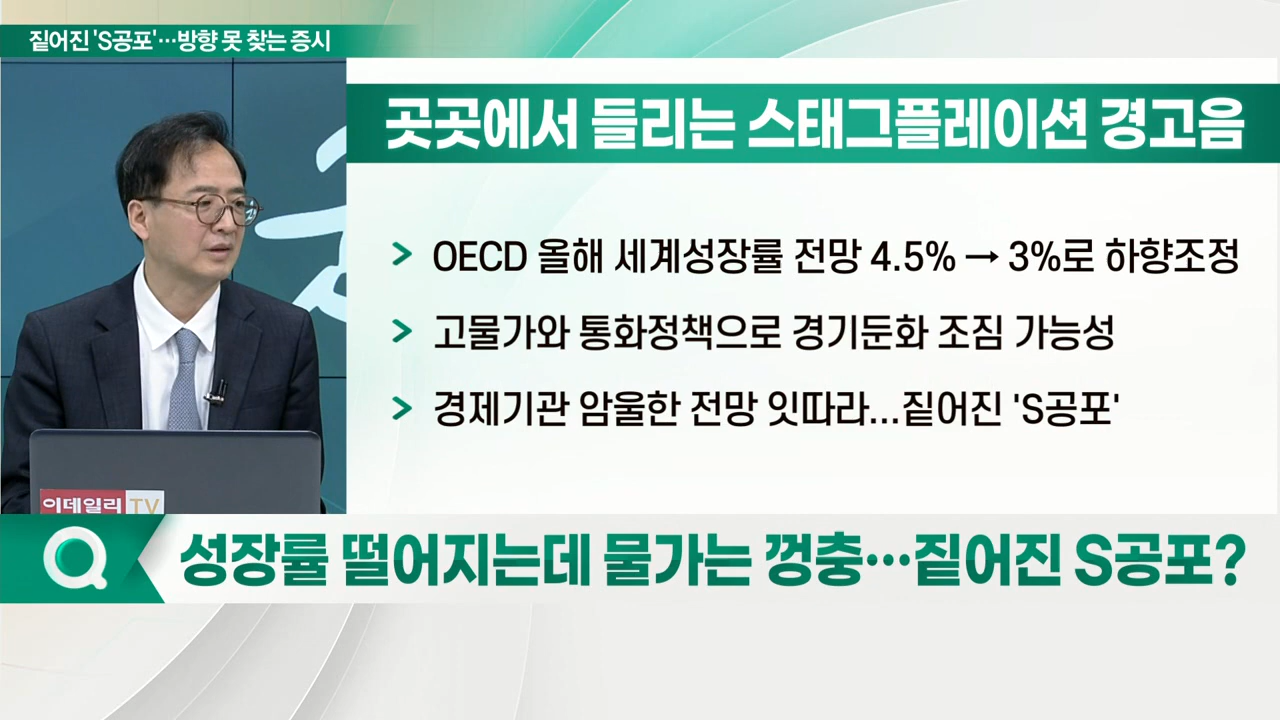 짙어진 'S공포'…방향 못 찾는 증시
곳곳에서 들리는 스태그플레이션 경고음
> OECD 올해 세계성장률 전망 4.5% → 3%로 하향조정
> 고물가와 통화정책으로 경기둔화 조짐 가능성
> 경제기관 암울한 전망 잇따라...짙어진 'S공포'
이데일리 TV
Q 성장률 떨어지는데 물가는 껑충…짙어진 S공포?